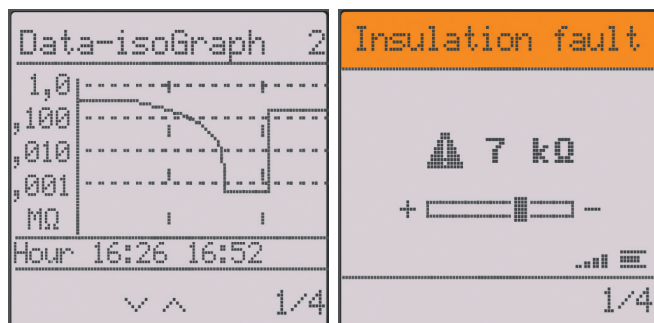 Data-isoGraph 2
1,0
,100
,010
,001
MΩ
Hour 16:26 16:52
1/4
Insulation fault
7 kΩ
+ -
1/4